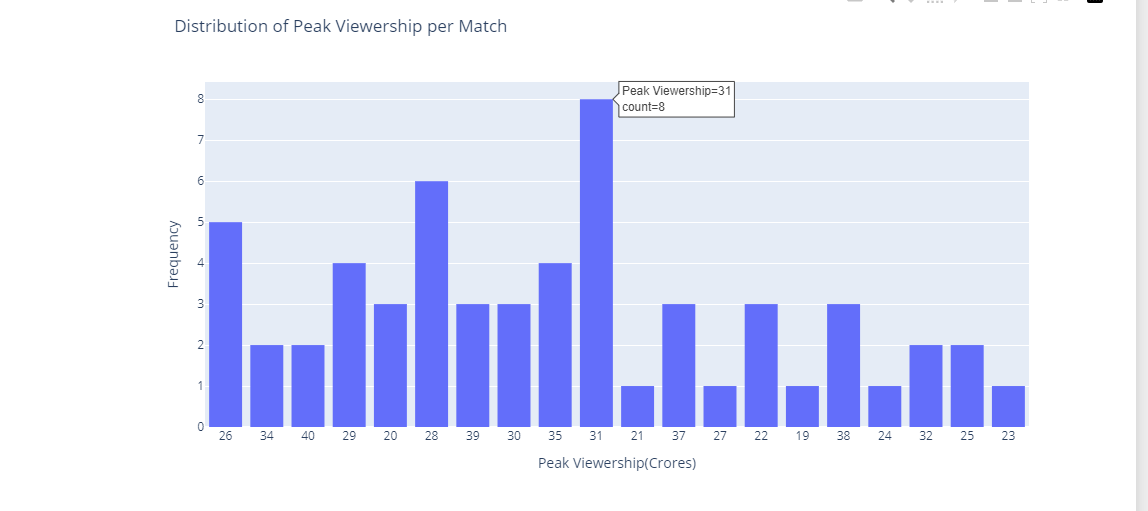 Distribution of Peak Viewership per Match
Peak Viewership=31
count=8
8
7
6
5
4
3
2
1
0
Frequency
26 34 40 29 20 28 39 30 35 31 21 37 27 22 19 38 24 32 25 23
Peak Viewership(Crores)